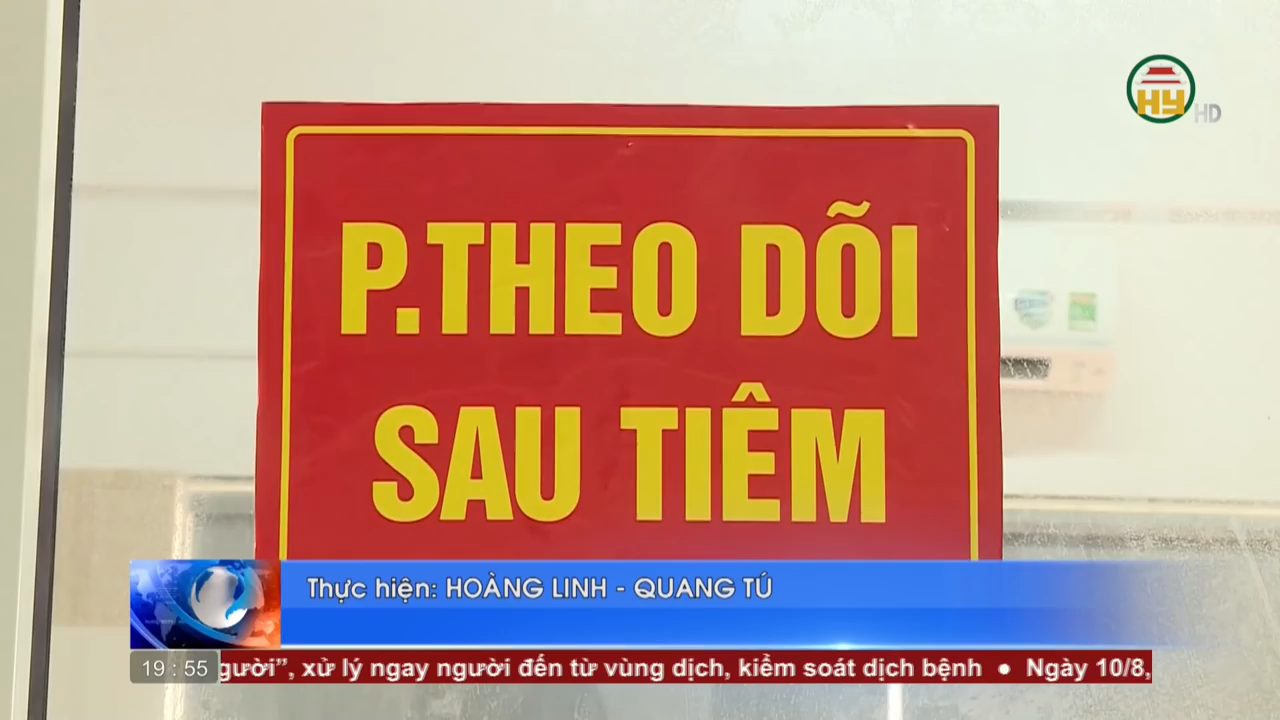 HY HD
P.THEO DÕI
SAU TIÊM
Thực hiện: HOÀNG LINH - QUANG TÚ
19 : 55
gười”, xử lý ngay người đến từ vùng dịch, kiểm soát dịch bệnh ● Ngày 10/8,